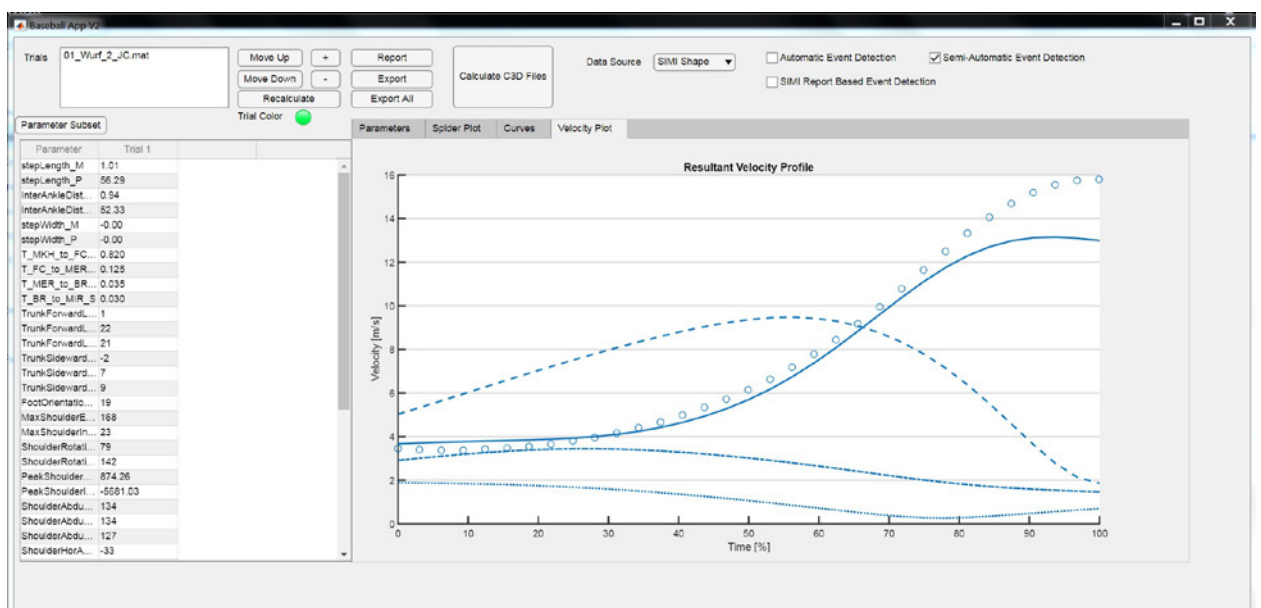 Baseball App V2
Trials
01_Wurf_2_JC.mat
Move Up
+
Report
Move Down
-
Export
Recalculate
Export All
Calculate C3D Files
Data Source
SIMI Shape
Automatic Event Detection
Semi-Automatic Event Detection
SIMI Report Based Event Detection
Trial Color
Parameter Subset
Parameters Spider Plot Curves Velocity Plot
Parameter Trial 1
stepLength_M 1.01
stepLength_P 56.29
InterAnkleDist... 0.94
InterAnkleDist... 52.33
stepWidth_M -0.00
stepWidth_P -0.00
T_MKH_to_FC... 0.820
T_FC_to_MER... 0.125
T_MER_to_BR... 0.035
T_BR_to_MIR_S 0.030
TrunkForwardL... 1
TrunkForwardL... 22
TrunkForwardL... 21
TrunkSideward... -2
TrunkSideward... 7
TrunkSideward... 9
FootOrientatio... 19
MaxShoulderE... 168
MaxShoulderIn... 23
ShoulderRotati... 79
ShoulderRotati... 142
PeakShoulder... 874.26
PeakShoulderI... -5581.03
ShoulderAbdu... 134
ShoulderAbdu... 134
ShoulderAbdu... 127
ShoulderHorA... -33
Resultant Velocity Profile
16
14
12
10
8
6
4
2
0
Velocity [m/s]
0 10 20 30 40 50 60 70 80 90 100
Time [%]